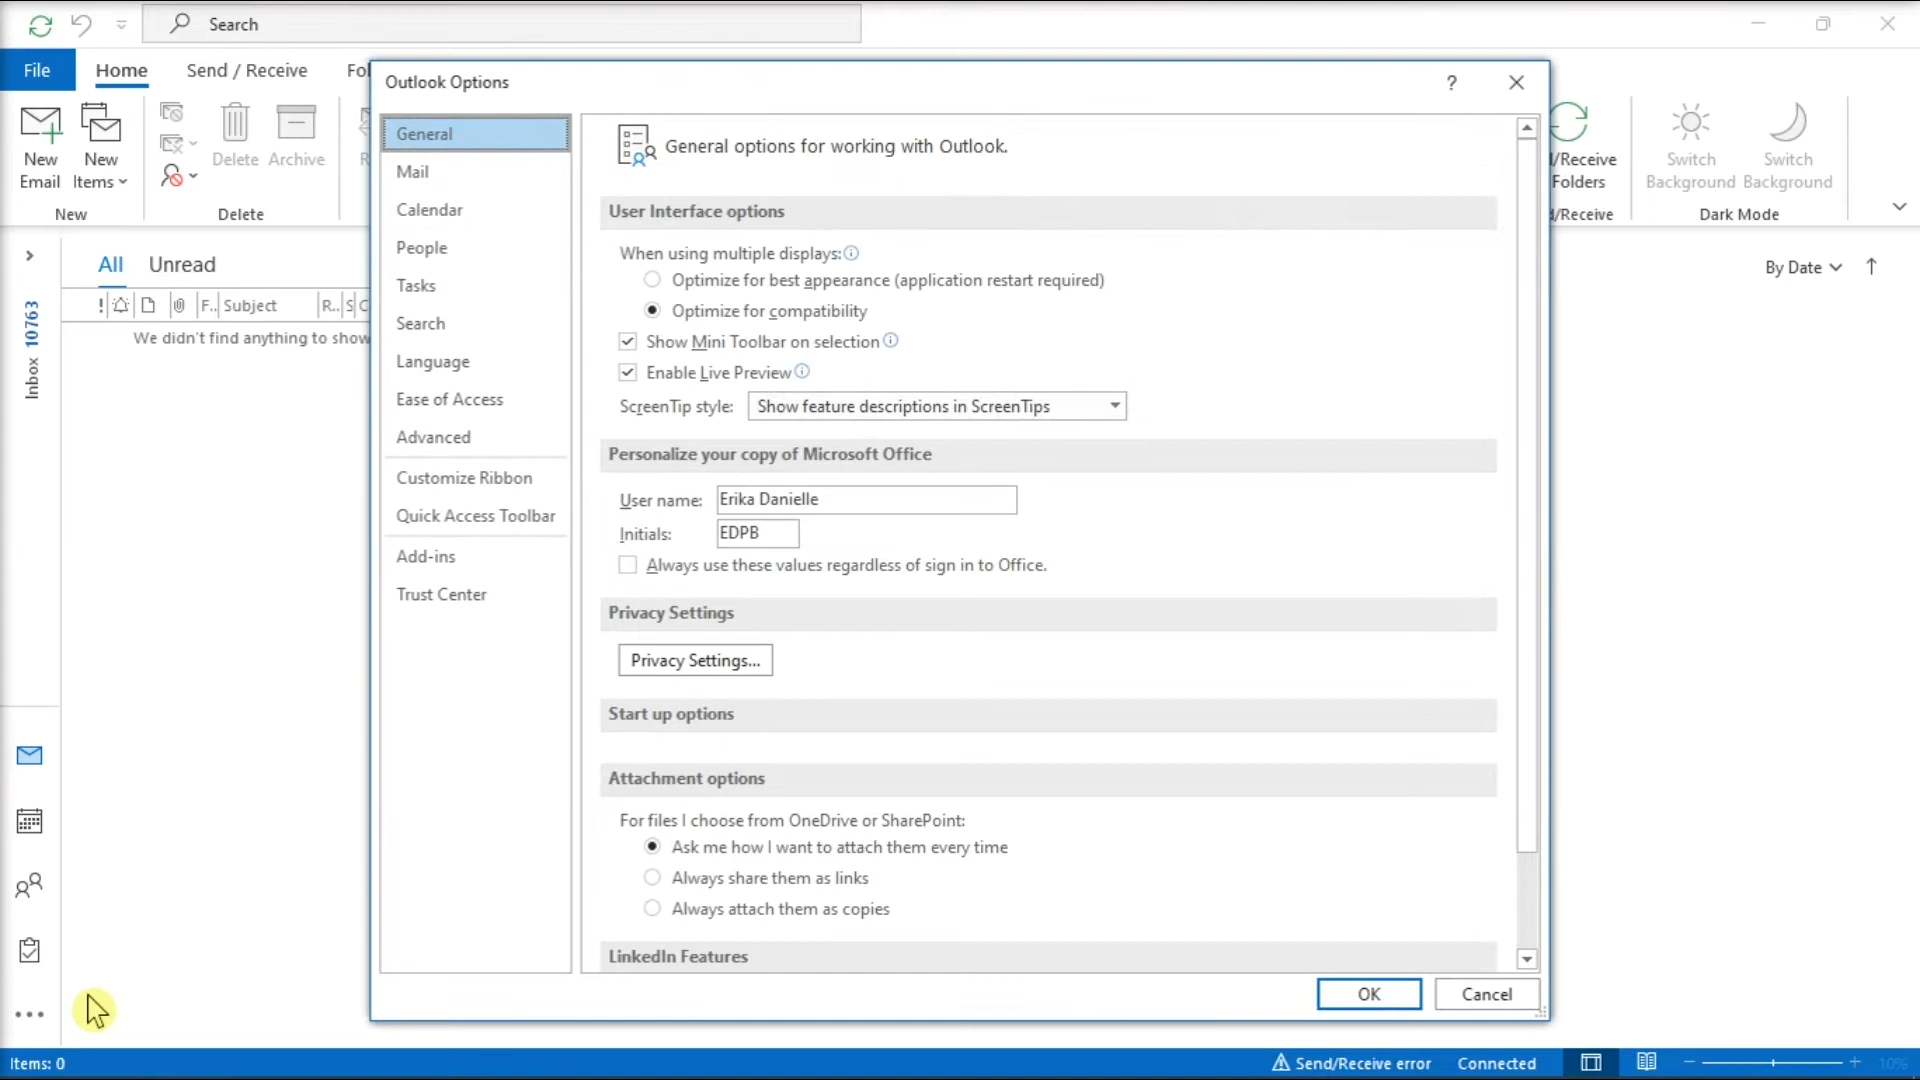 Search
File
Home
Send / Receive
Fol
New Email
New Items
Delete
Archive
R
New
Delete
/Receive
Folders
d/Receive
Switch Background
Switch Background
Dark Mode
All
Unread
By Date
!
F..
Subject
R..
S
C
We didn't find anything to show
Inbox 10763
Outlook Options
?
General
Mail
Calendar
People
Tasks
Search
Language
Ease of Access
Advanced
Customize Ribbon
Quick Access Toolbar
Add-ins
Trust Center
General options for working with Outlook.
User Interface options
When using multiple displays:
Optimize for best appearance (application restart required)
Optimize for compatibility
Show Mini Toolbar on selection
Enable Live Preview
ScreenTip style: Show feature descriptions in ScreenTips
Personalize your copy of Microsoft Office
User name: Erika Danielle
Initials: EDPB
Always use these values regardless of sign in to Office.
Privacy Settings
Privacy Settings...
Start up options
Attachment options
For files I choose from OneDrive or SharePoint:
Ask me how I want to attach them every time
Always share them as links
Always attach them as copies
LinkedIn Features
OK
Cancel
Items: 0
Send/Receive error
Connected
10%